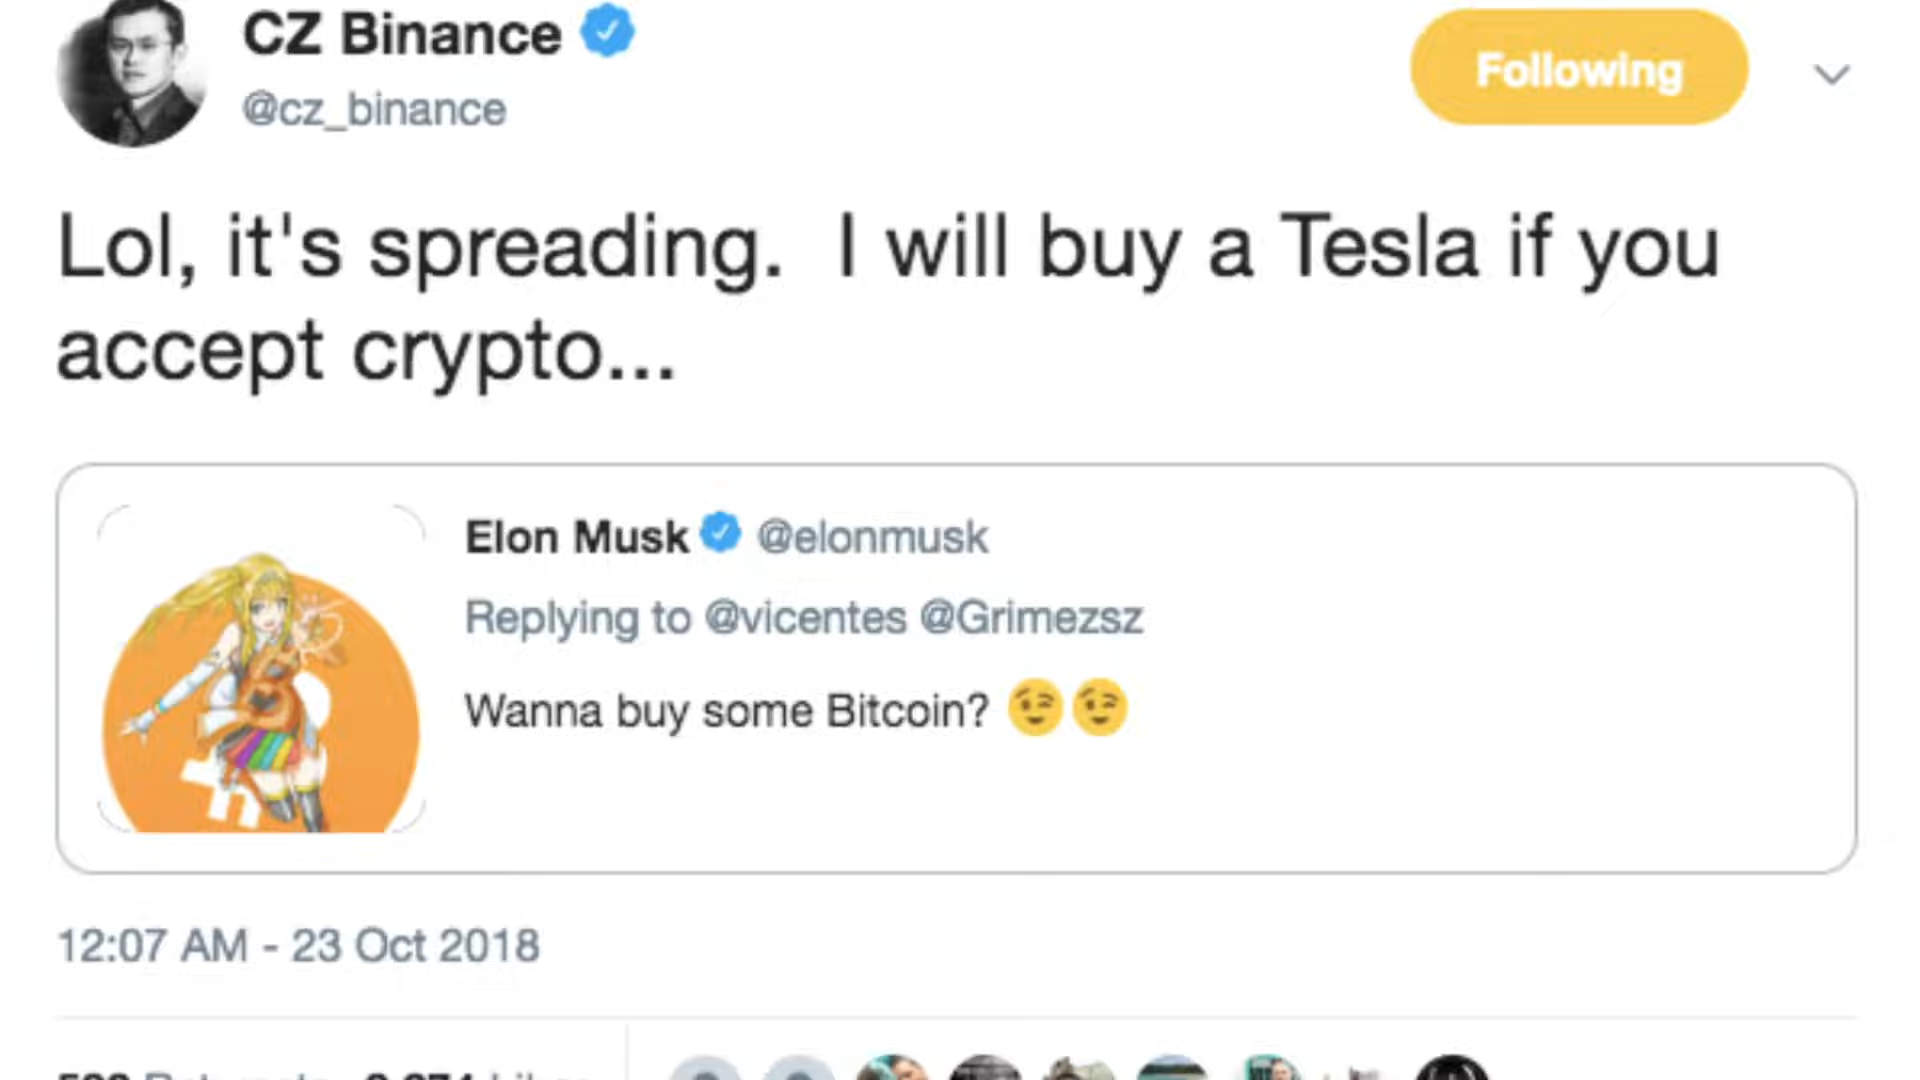 CZ Binance
@cz_binance
Following
Lol, it's spreading.  I will buy a Tesla if you
accept crypto...
Elon Musk @elonmusk
Replying to @vicentes @Grimezsz
Wanna buy some Bitcoin? 😉😉
12:07 AM - 23 Oct 2018